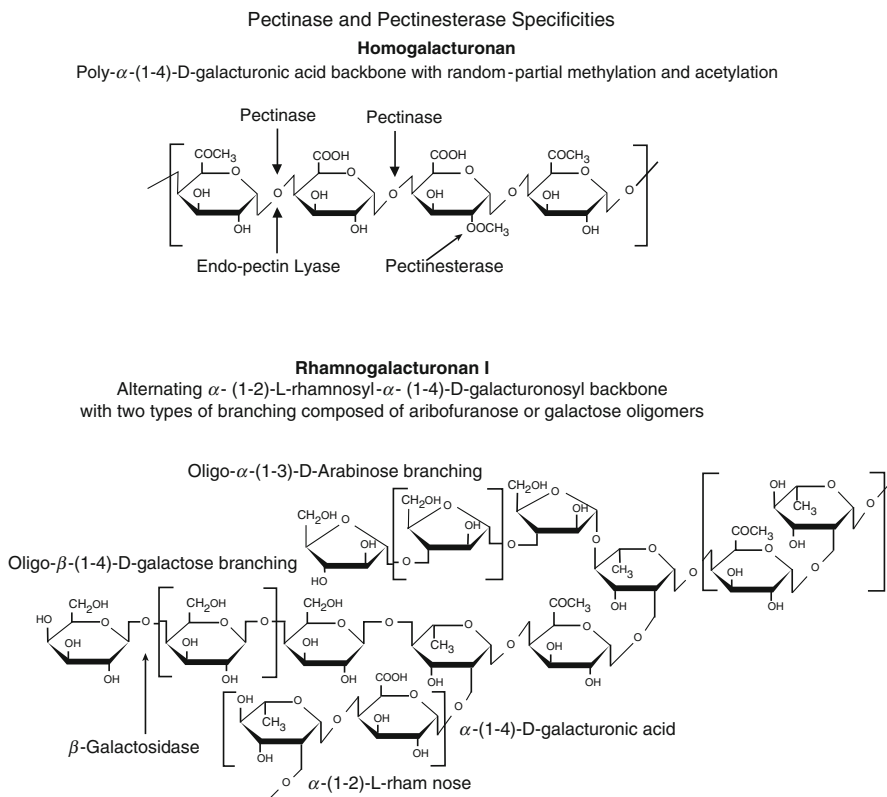 Pectinase and Pectinesterase Specificities
Homogalacturonan
Poly-α-(1-4)-D-galacturonic acid backbone with random-partial methylation and acetylation
Pectinase
Pectinase
COCH₃
COOH
COOH
COCH₃
O
O
O
O
OH
O
OH
O
OH
O
OH
O
OH
OH
OOCH₃
OH
Endo-pectin Lyase
Pectinesterase
Rhamnogalacturonan I
Alternating α- (1-2)-L-rhamnosyl-α- (1-4)-D-galacturonosyl backbone
with two types of branching composed of aribofuranose or galactose oligomers
Oligo-α-(1-3)-D-Arabinose branching
CH₂OH
CH₂OH
CH₂OH
O
O
O
OH
OH
OH
HO
O
O
O
OH
O
O
CH₃
CH₃
OH
COCH₃
O
O
O
OH
OH
OH
O
OH
O
Oligo-β-(1-4)-D-galactose branching
CH₂OH
CH₂OH
CH₂OH
COCH₃
HO
O
O
O
O
O
O
O
O
O
OH
OH
OH
CH₃
OH
O
OH
OH
OH
OH
OH
O
COOH
OH
O
O
O
CH₃
OH
O
OH
OH
O
β-Galactosidase
α-(1-4)-D-galacturonic acid
α-(1-2)-L-rham nose